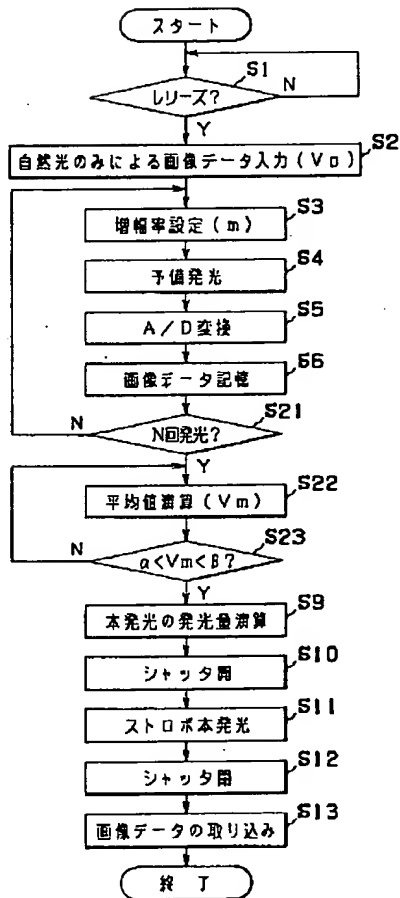 スタート
S1
レリーズ?
N
Y
S2
自然光のみによる画像データ入力(V0)
S3
増幅率設定(m)
S4
予備発光
S5
A/D変換
S6
画像データ記憶
S21
N
N回発光?
Y
S22
平均値演算(Vm)
S23
N
α<Vm<β?
Y
S9
本発光の発光量演算
S10
シャッタ開
S11
ストロボ本発光
S12
シャッタ閉
S13
画像データの取り込み
終了